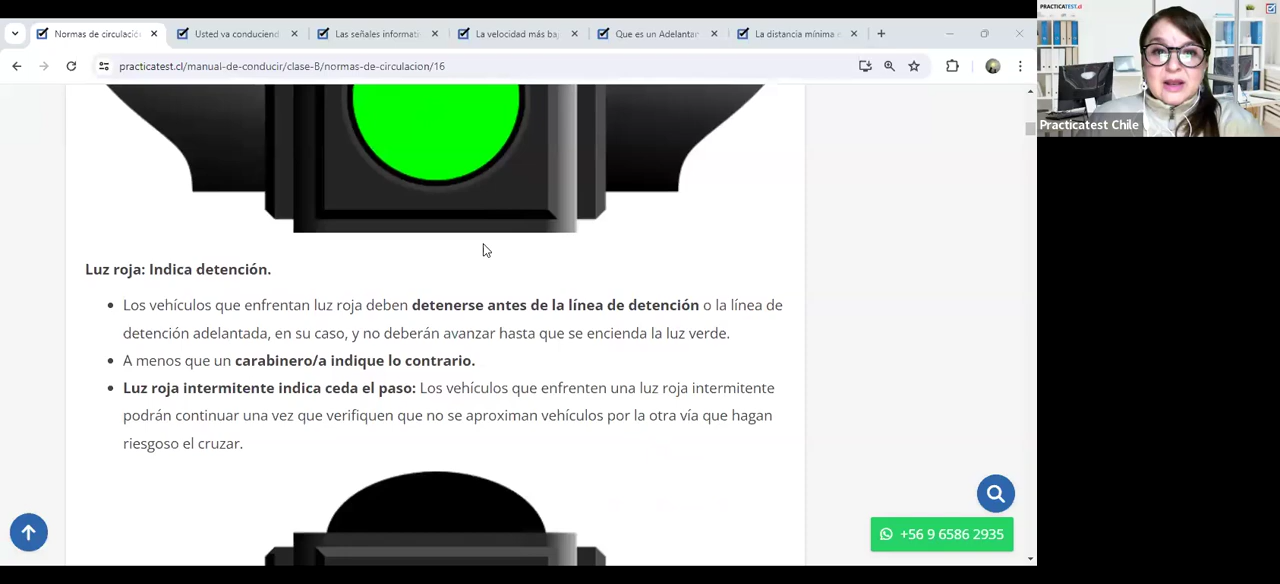 Normas de circulació
Usted va conduciend
Las señales informat
La velocidad más ba
Que es un Adelantar
La distancia mínima e
practicatest.cl/manual-de-conducir/clase-B/normas-de-circulacion/16
PRACTICATEST.cl
Practicatest Chile
Luz roja: Indica detención.
Los vehículos que enfrentan luz roja deben detenerse antes de la línea de detención o la línea de
detención adelantada, en su caso, y no deberán avanzar hasta que se encienda la luz verde.
A menos que un carabinero/a indique lo contrario.
Luz roja intermitente indica ceda el paso: Los vehículos que enfrenten una luz roja intermitente
podrán continuar una vez que verifiquen que no se aproximan vehículos por la otra vía que hagan
riesgoso el cruzar.
+56 9 6586 2935